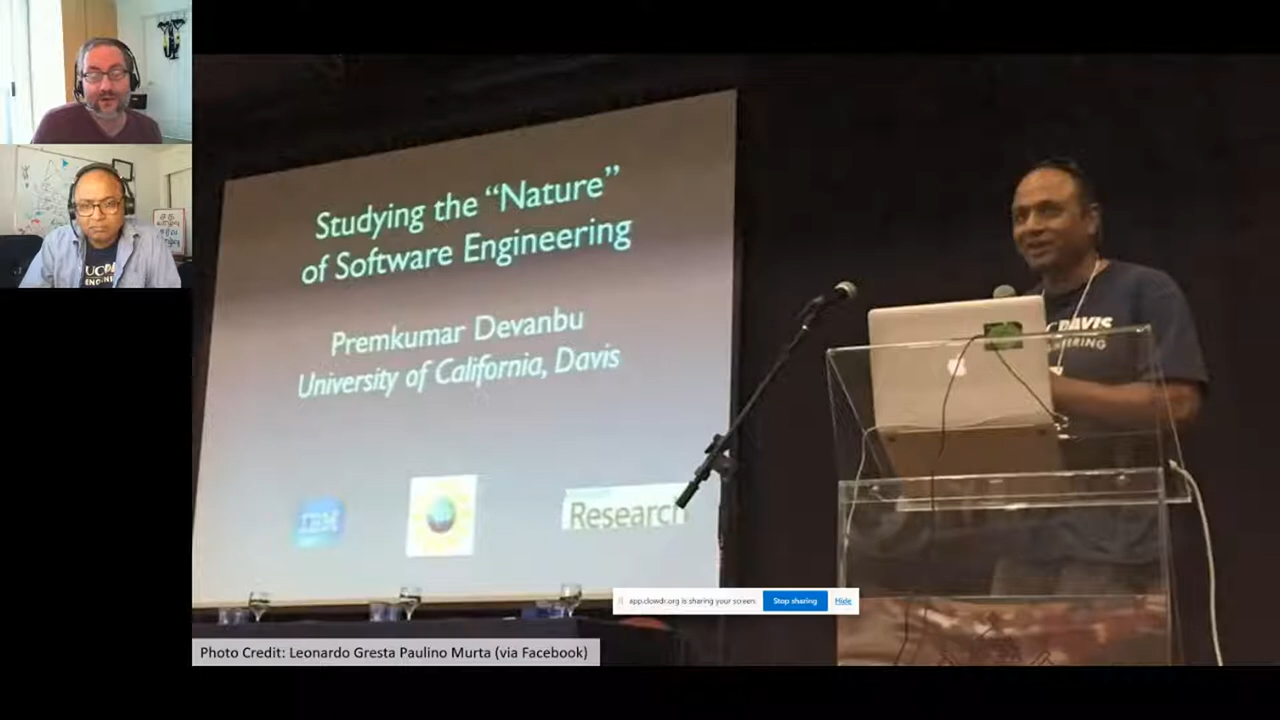 Studying the “Nature”
of Software Engineering
Premkumar Devanbu
University of California, Davis
IBM
Research
DAVIS
app.clowdr.org is sharing your screen.
Stop sharing
Hide
Photo Credit: Leonardo Gresta Paulino Murta (via Facebook)